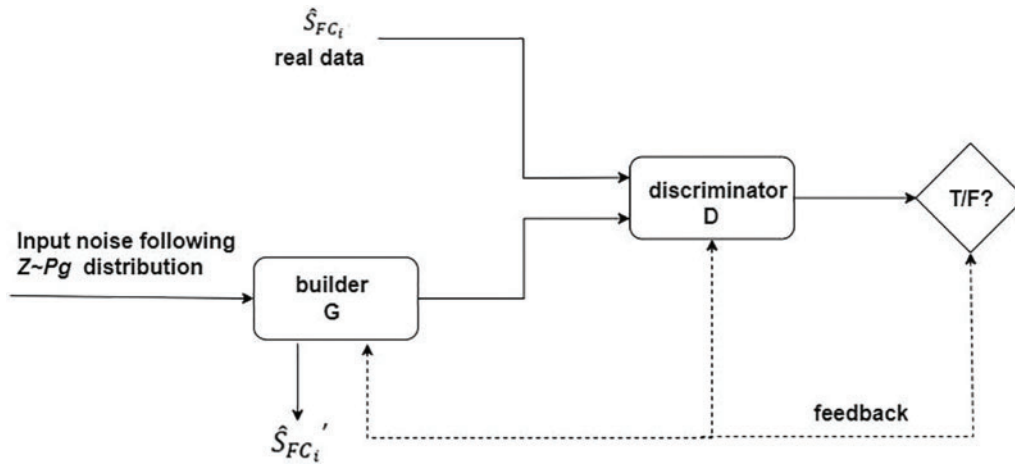 Ŝ_{FC_i}
real data
discriminator
D
T/F?
Input noise following
Z~Pg distribution
builder
G
feedback
Ŝ_{FC_i}′